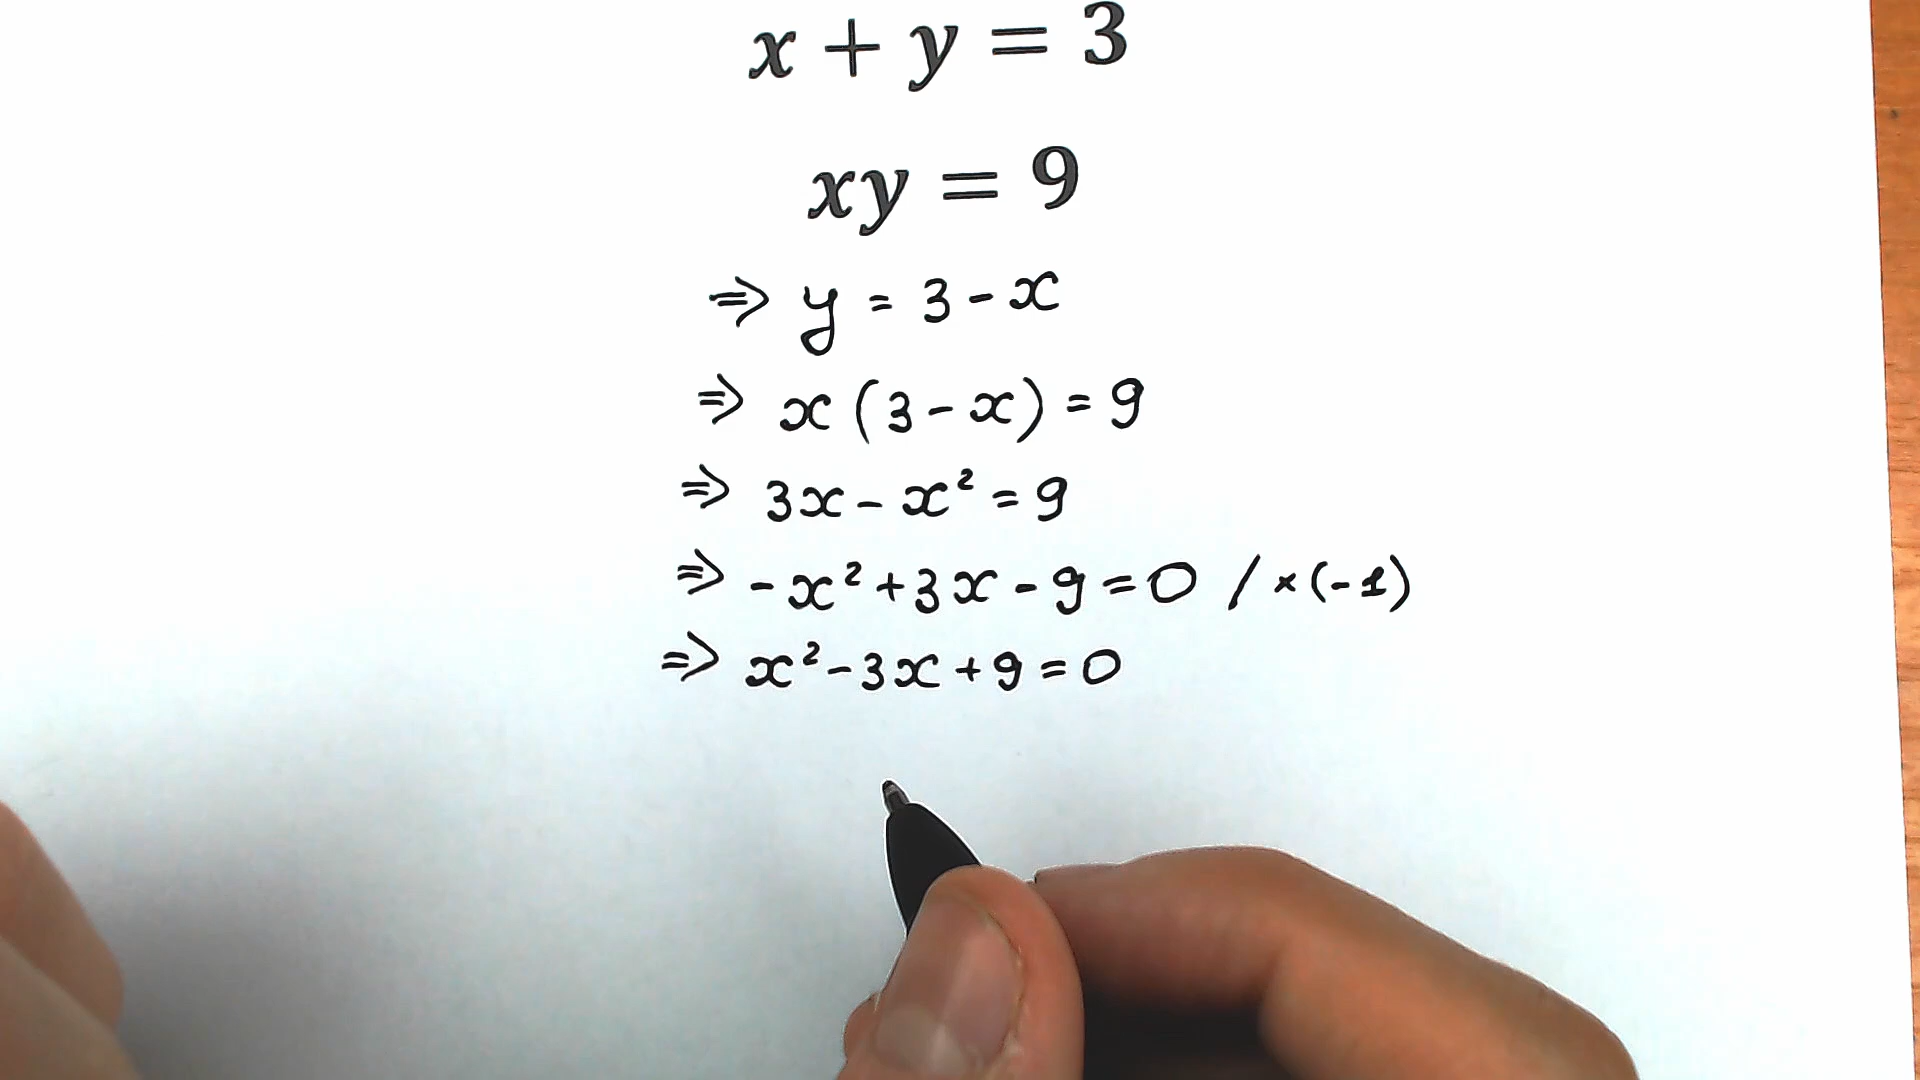 x + y = 3
xy = 9
⇒ y = 3 - x
⇒ x (3 - x) = 9
⇒ 3x - x² = 9
⇒ -x² + 3x - 9 = 0 / × (-1)
⇒ x² - 3x + 9 = 0